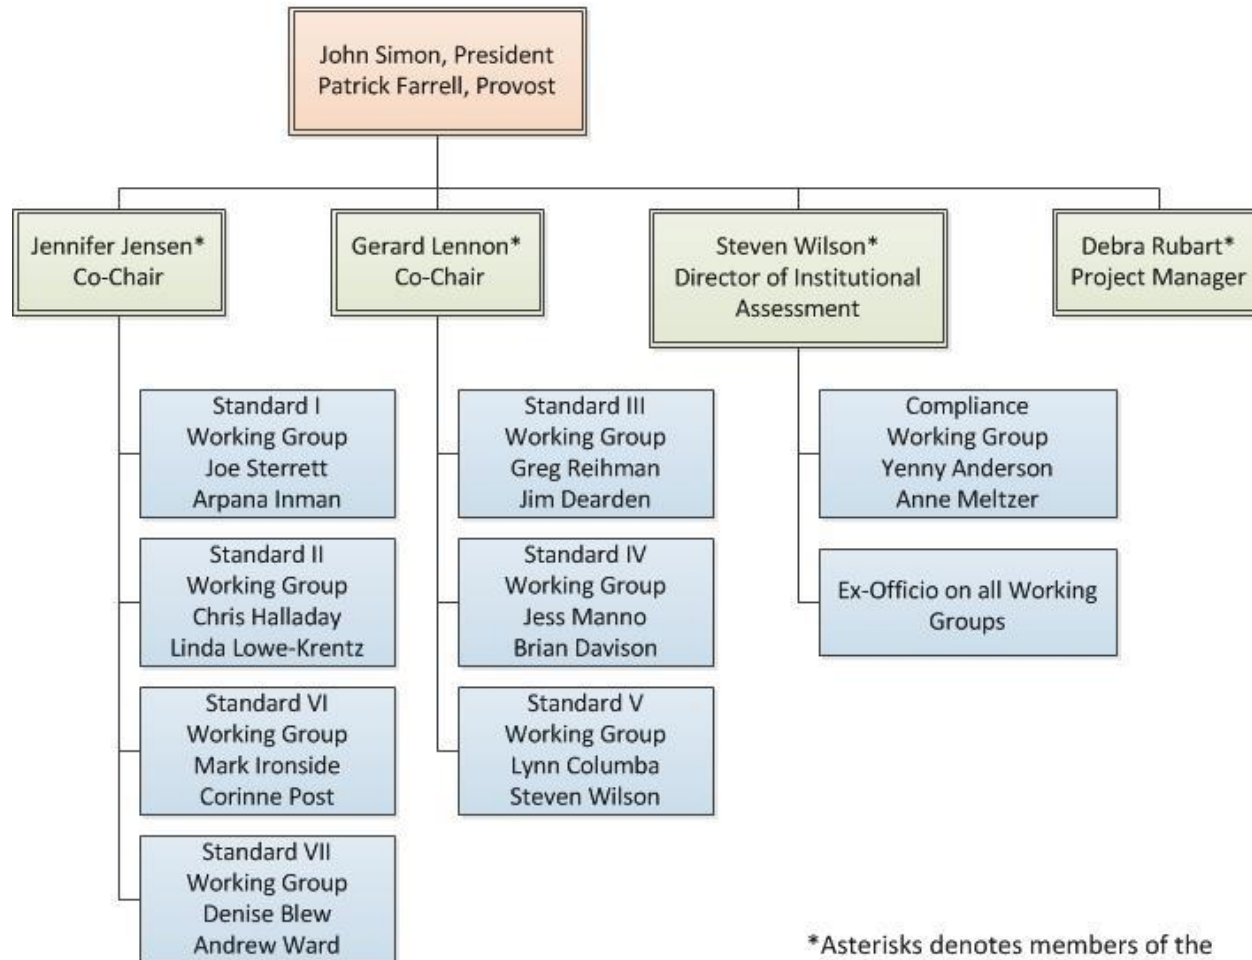 John Simon, President
Patrick Farrell, Provost
Jennifer Jensen*
Co-Chair
Gerard Lennon*
Co-Chair
Steven Wilson*
Director of Institutional
Assessment
Debra Rubart*
Project Manager
Standard I
Working Group
Joe Sterrett
Arpana Inman
Standard II
Working Group
Chris Halladay
Linda Lowe-Krentz
Standard VI
Working Group
Mark Ironside
Corinne Post
Standard VII
Working Group
Denise Blew
Andrew Ward
Standard III
Working Group
Greg Reihman
Jim Dearden
Standard IV
Working Group
Jess Manno
Brian Davison
Standard V
Working Group
Lynn Columba
Steven Wilson
Compliance
Working Group
Yenny Anderson
Anne Meltzer
Ex-Officio on all Working
Groups
*Asterisks denotes members of the